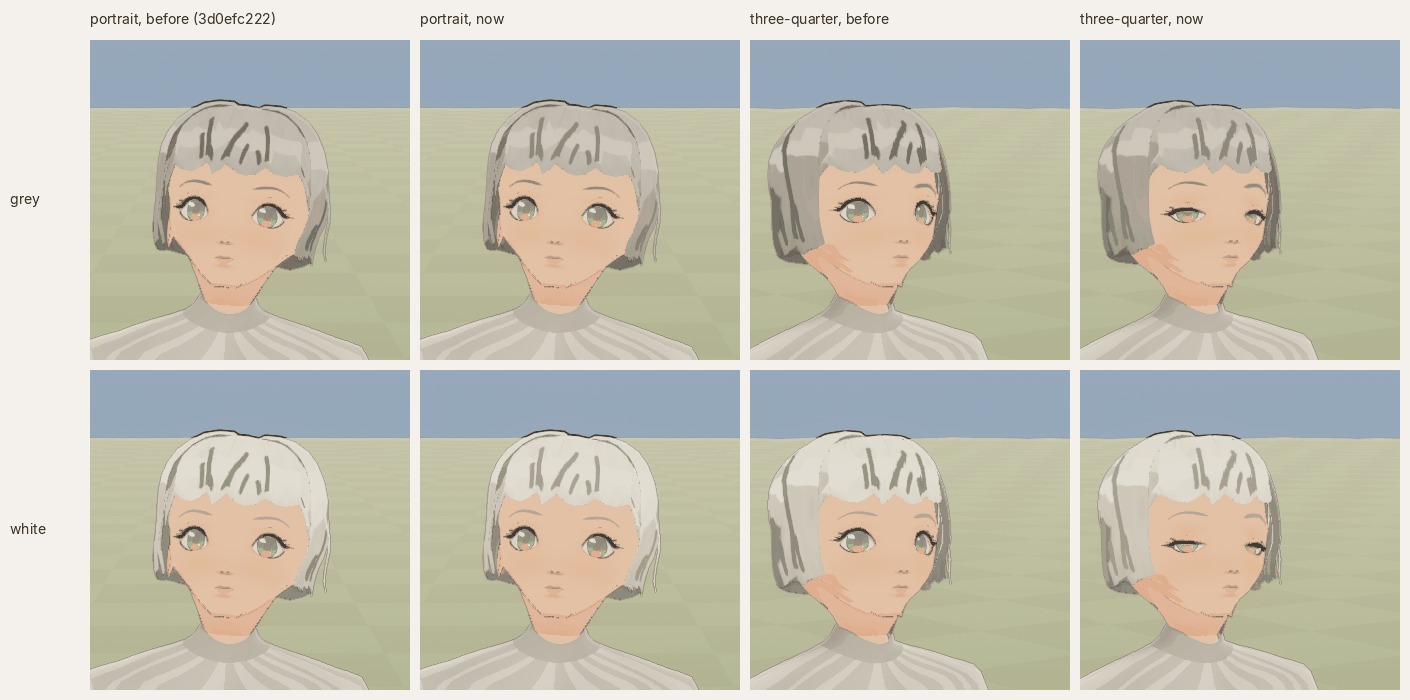 portrait, before (3d0efc222)
portrait, now
three-quarter, before
three-quarter, now
grey
white